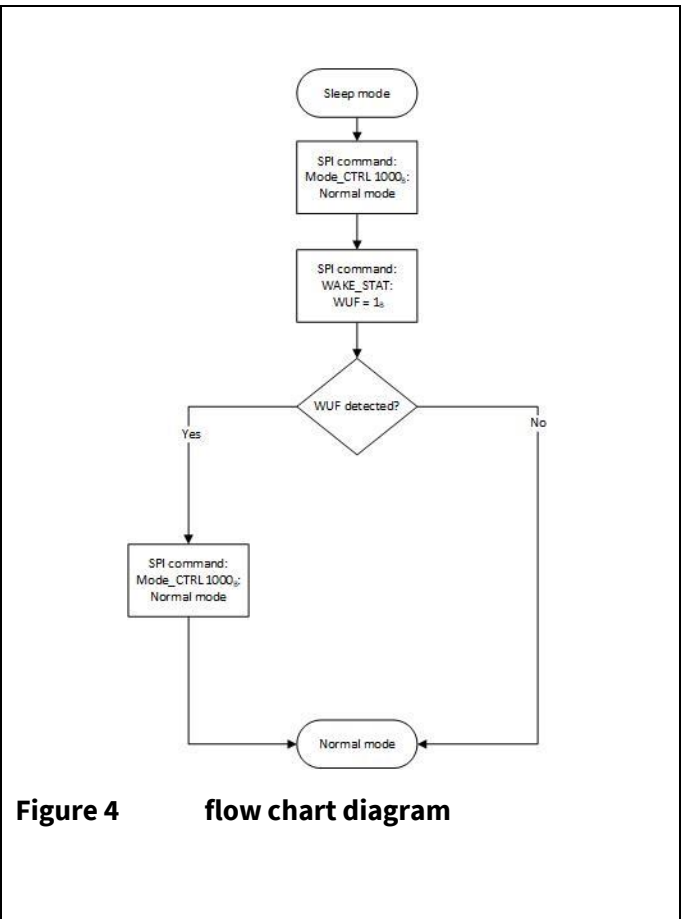 Sleep mode
SPI command:
Mode_CTRL 1000B:
Normal mode
SPI command:
WAKE_STAT:
WUF = 1B
WUF detected?
Yes
No
SPI command:
Mode_CTRL 1000B:
Normal mode
Normal mode
Figure 4 flow chart diagram